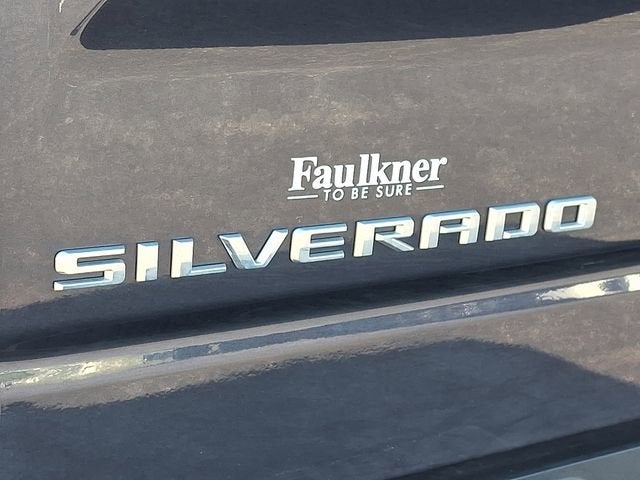 Faulkner
TO BE SURE
SILVERADO